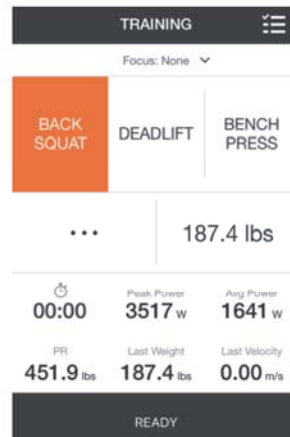 TRAINING
Focus: None
BACK SQUAT
DEADLIFT
BENCH PRESS
...
187.4 lbs
00:00
Peak Power
3517 w
Avg Power
1641 w
PR
451.9 lbs
Last Weight
187.4 lbs
Last Velocity
0.00 m/s
READY